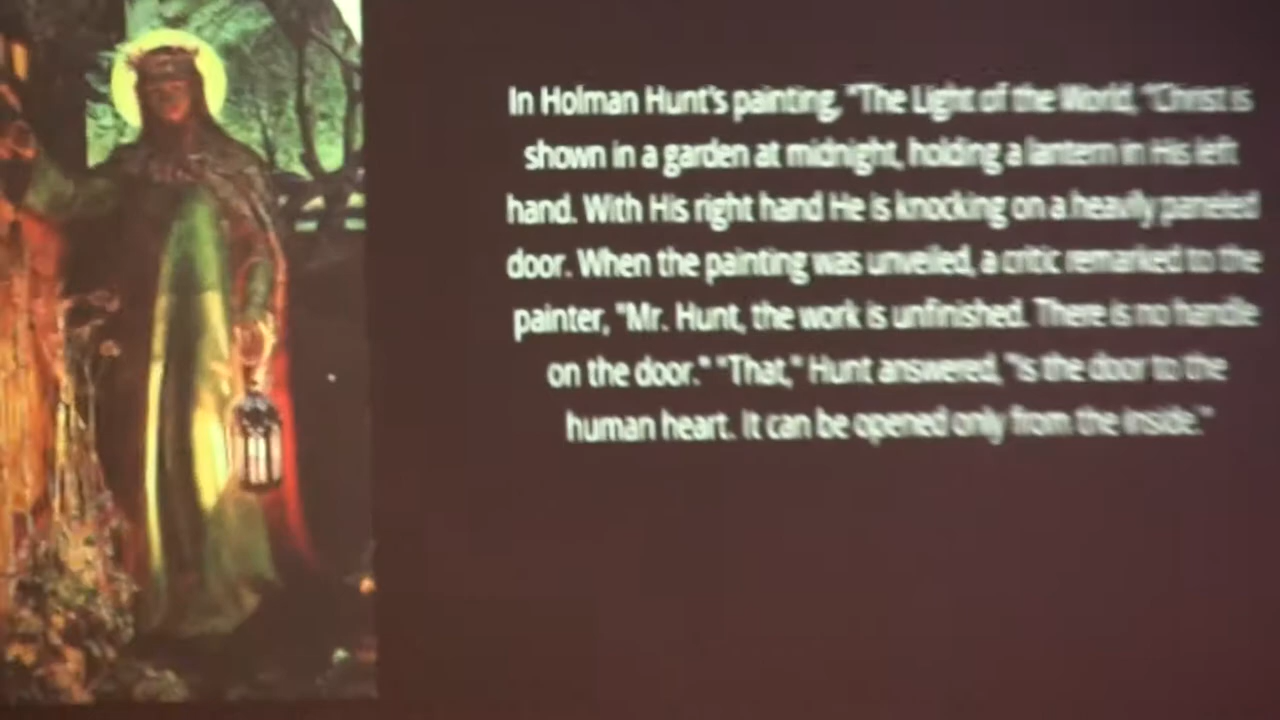 In Holman Hunt's painting, "The Light of the World, "Christ is
shown in a garden at midnight, holding a lantern in His left
hand. With His right hand He is knocking on a heavily paneled
door. When the painting was unveiled, a critic remarked to the
painter, "Mr. Hunt, the work is unfinished. There is no handle
on the door." "That," Hunt answered, "is the door to the
human heart. It can be opened only from the inside."